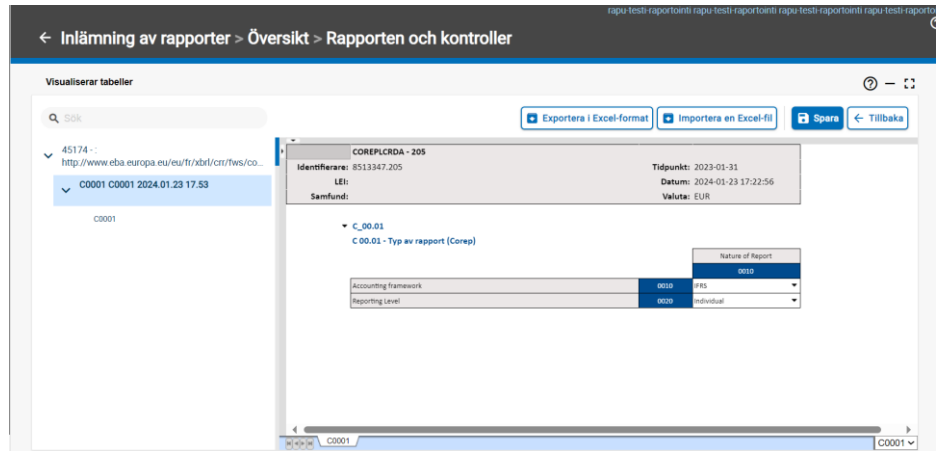 rapu-testi-raportointi rapu-testi-raportointi rapu-testi-raportointi rapu-testi-raporto
← Inlämning av rapporter > Översikt > Rapporten och kontroller
Visualiserar tabeller
Sök
Exportera i Excel-format
Importera en Excel-fil
Spara
← Tillbaka
45174 - :
http://www.eba.europa.eu/eu/fr/xbrl/crr/fws/co...
C0001 C0001 2024.01.23 17.53
C0001
COREPLCRDA - 205
Identifierare: 8513347.205
Tidpunkt: 2023-01-31
LEI:
Datum: 2024-01-23 17:22:56
Samfund:
Valuta: EUR
C_00.01
C 00.01 - Typ av rapport (Corep)
Nature of Report
0010
Accounting framework 0010 IFRS
Reporting Level 0020 Individual
C0001
C0001